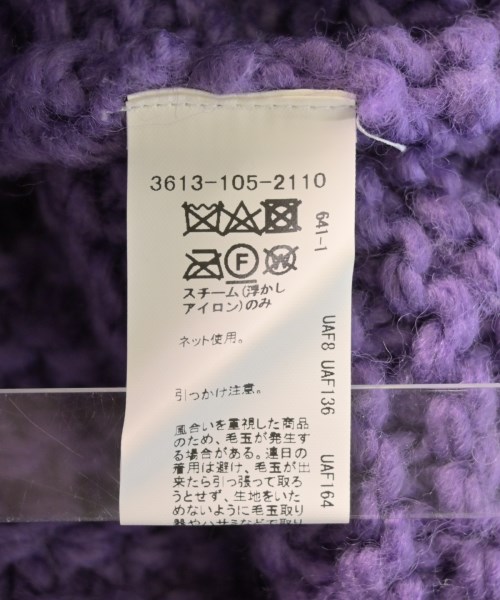 3613-105-2110
641-1
F
W
スチーム(浮かし
アイロン)のみ
ネット使用。
引っかけ注意。
UAF8 UAF136 UAF164
風合いを重視した商品
のため、毛玉が発生す
る場合がある。連日の
着用は避け、毛玉が出
来たら引っ張って取ろ
うとせず、生地をいた
めないように毛玉取り